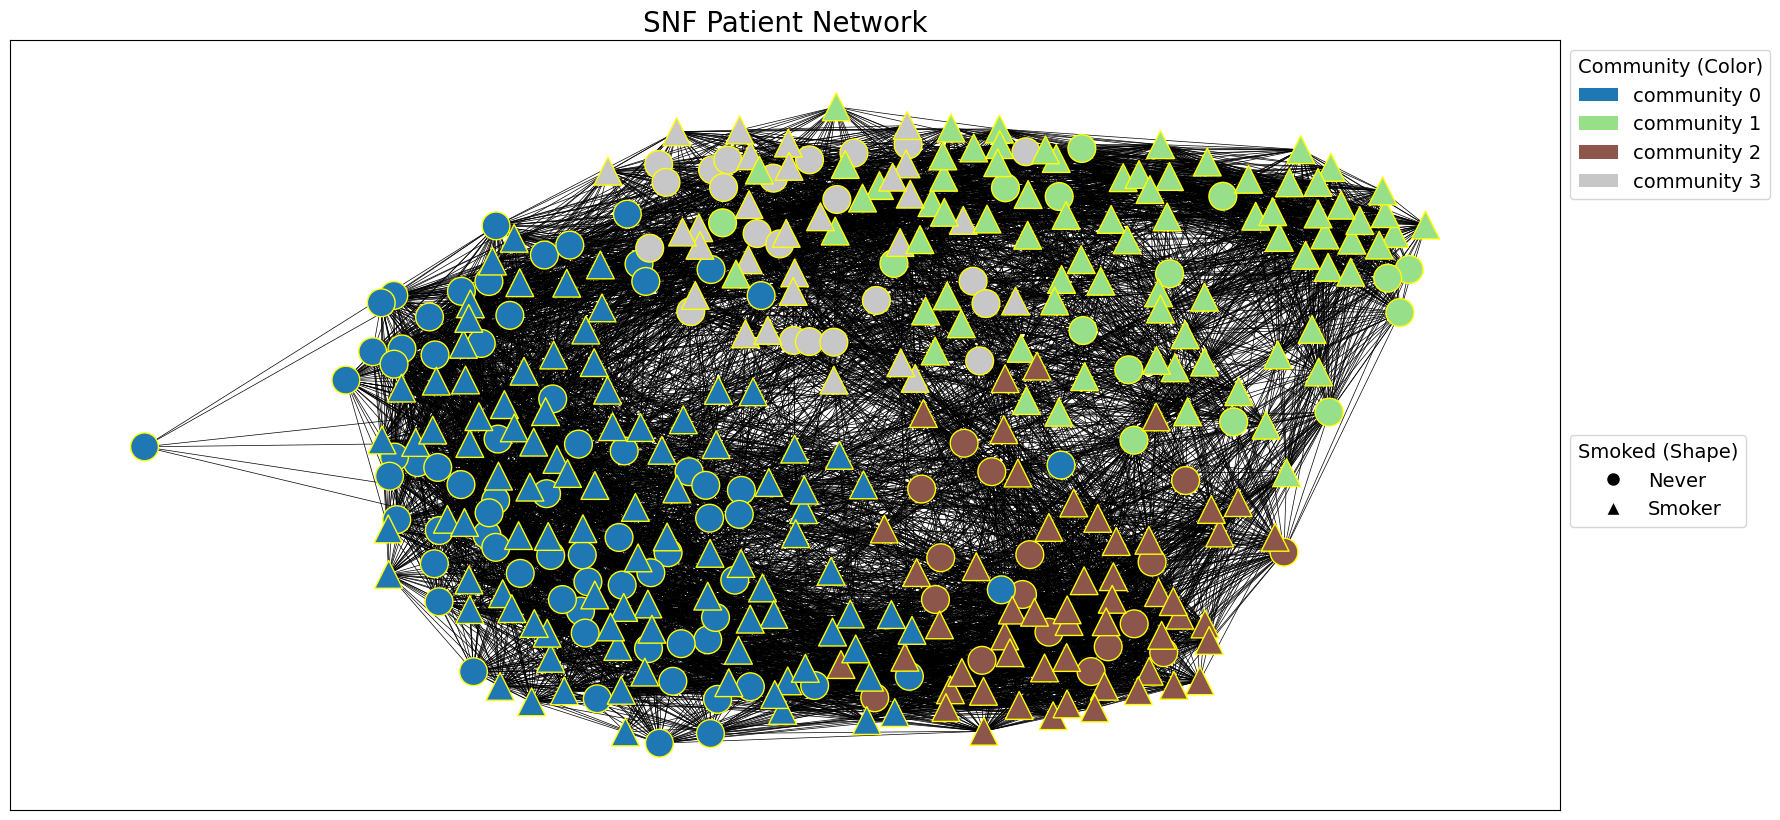 SNF Patient Network
Community (Color)
community 0
community 1
community 2
community 3
Smoked (Shape)
Never
Smoker